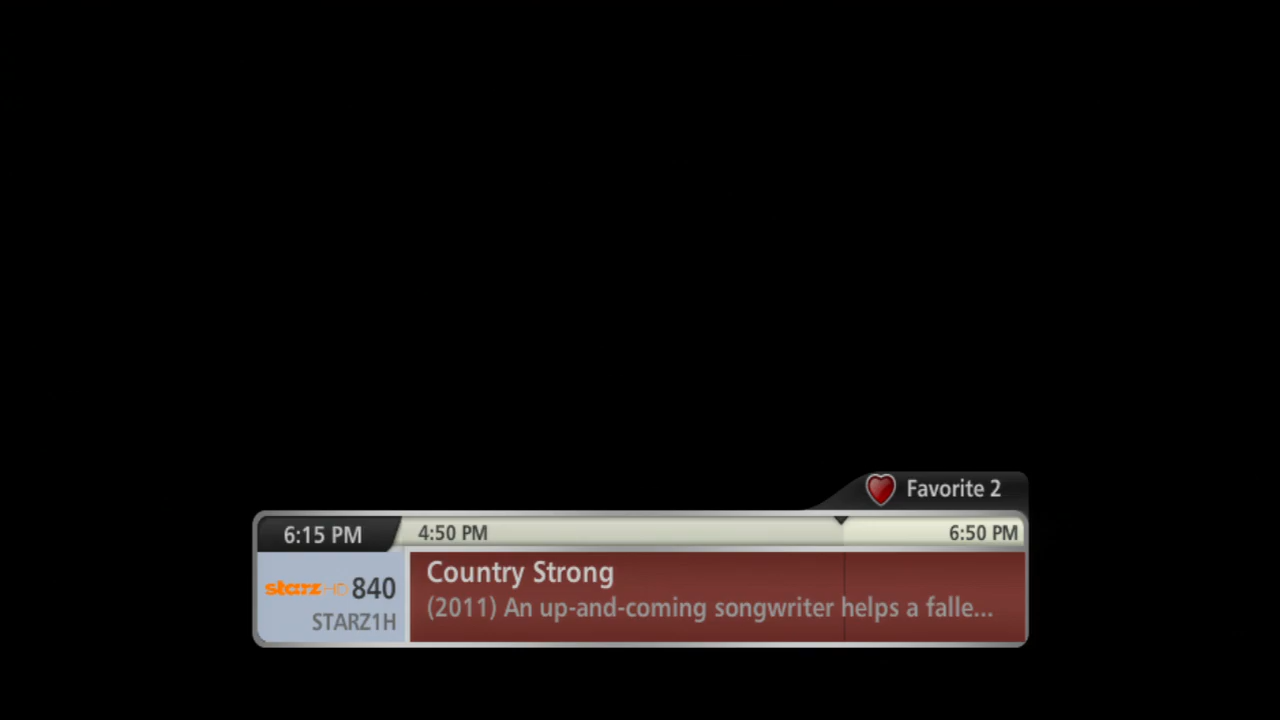 Favorite 2
6:15 PM 4:50 PM 6:50 PM
Country Strong
starz HD 840
(2011) An up-and-coming songwriter helps a falle...
STARZ1H